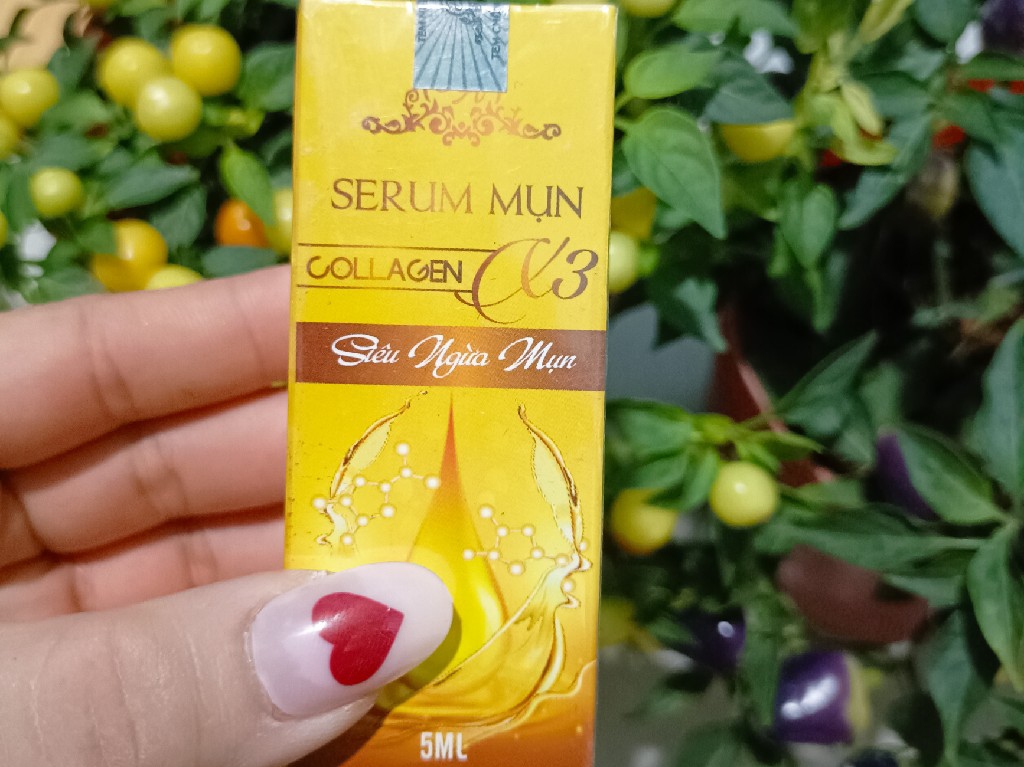 SERUM MỤN
COLLAGEN X3
Siêu Ngừa Mụn
5ML